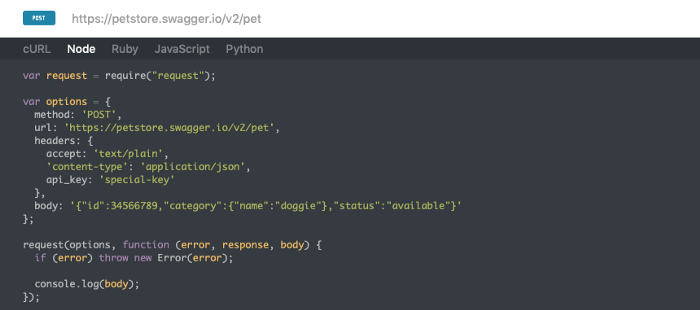 POST https://petstore.swagger.io/v2/pet
cURL Node Ruby JavaScript Python
var request = require("request");
var options = {
  method: 'POST',
  url: 'https://petstore.swagger.io/v2/pet',
  headers: {
    accept: 'text/plain',
    'content-type': 'application/json',
    api_key: 'special-key'
  },
  body: '{"id":34566789,"category":{"name":"doggie"},"status":"available"}'
};
request(options, function (error, response, body) {
  if (error) throw new Error(error);
  console.log(body);
});